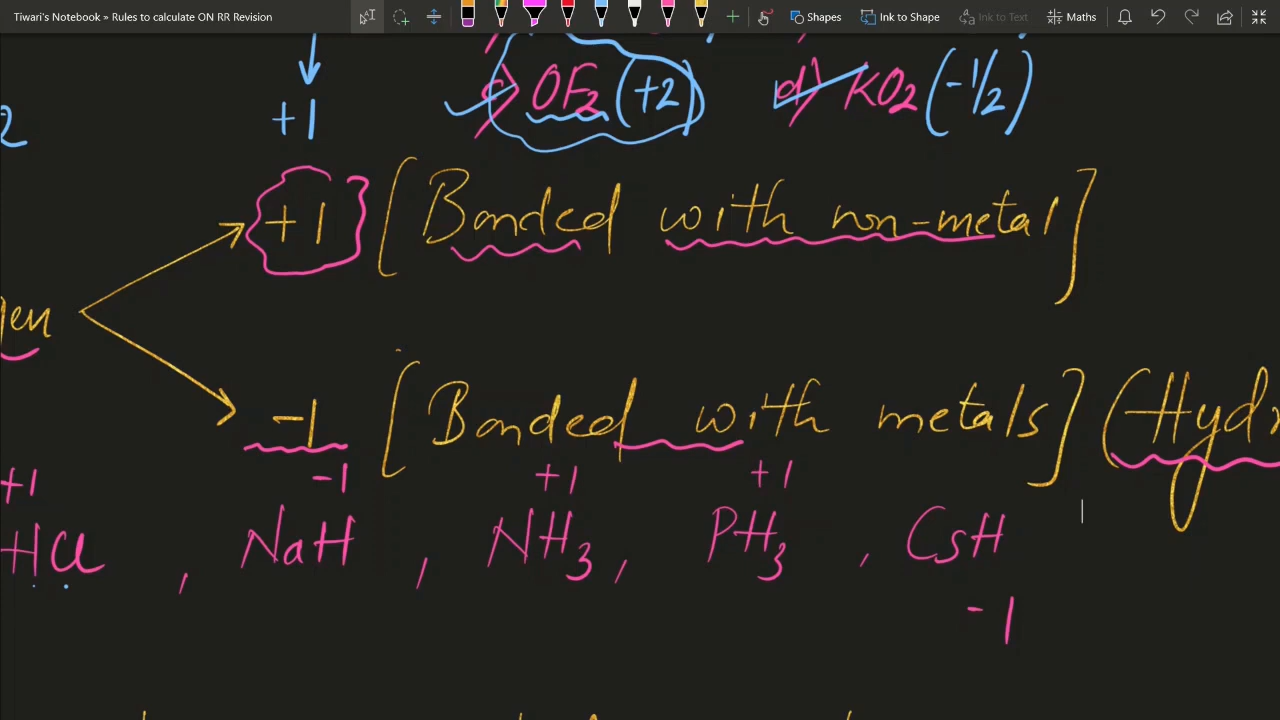 Tiwari's Notebook » Rules to calculate ON RR Revision
Shapes
Ink to Shape
Ink to Text
Maths
+1
c) OF2 (+2)
d) KO2 (-1/2)
+1 [Bonded with non-metal]
gen
-1 [Bonded with metals] (Hydr
+1 -1 +1 +1
HCl , NaH , NH3 , PH3 , CsH
-1